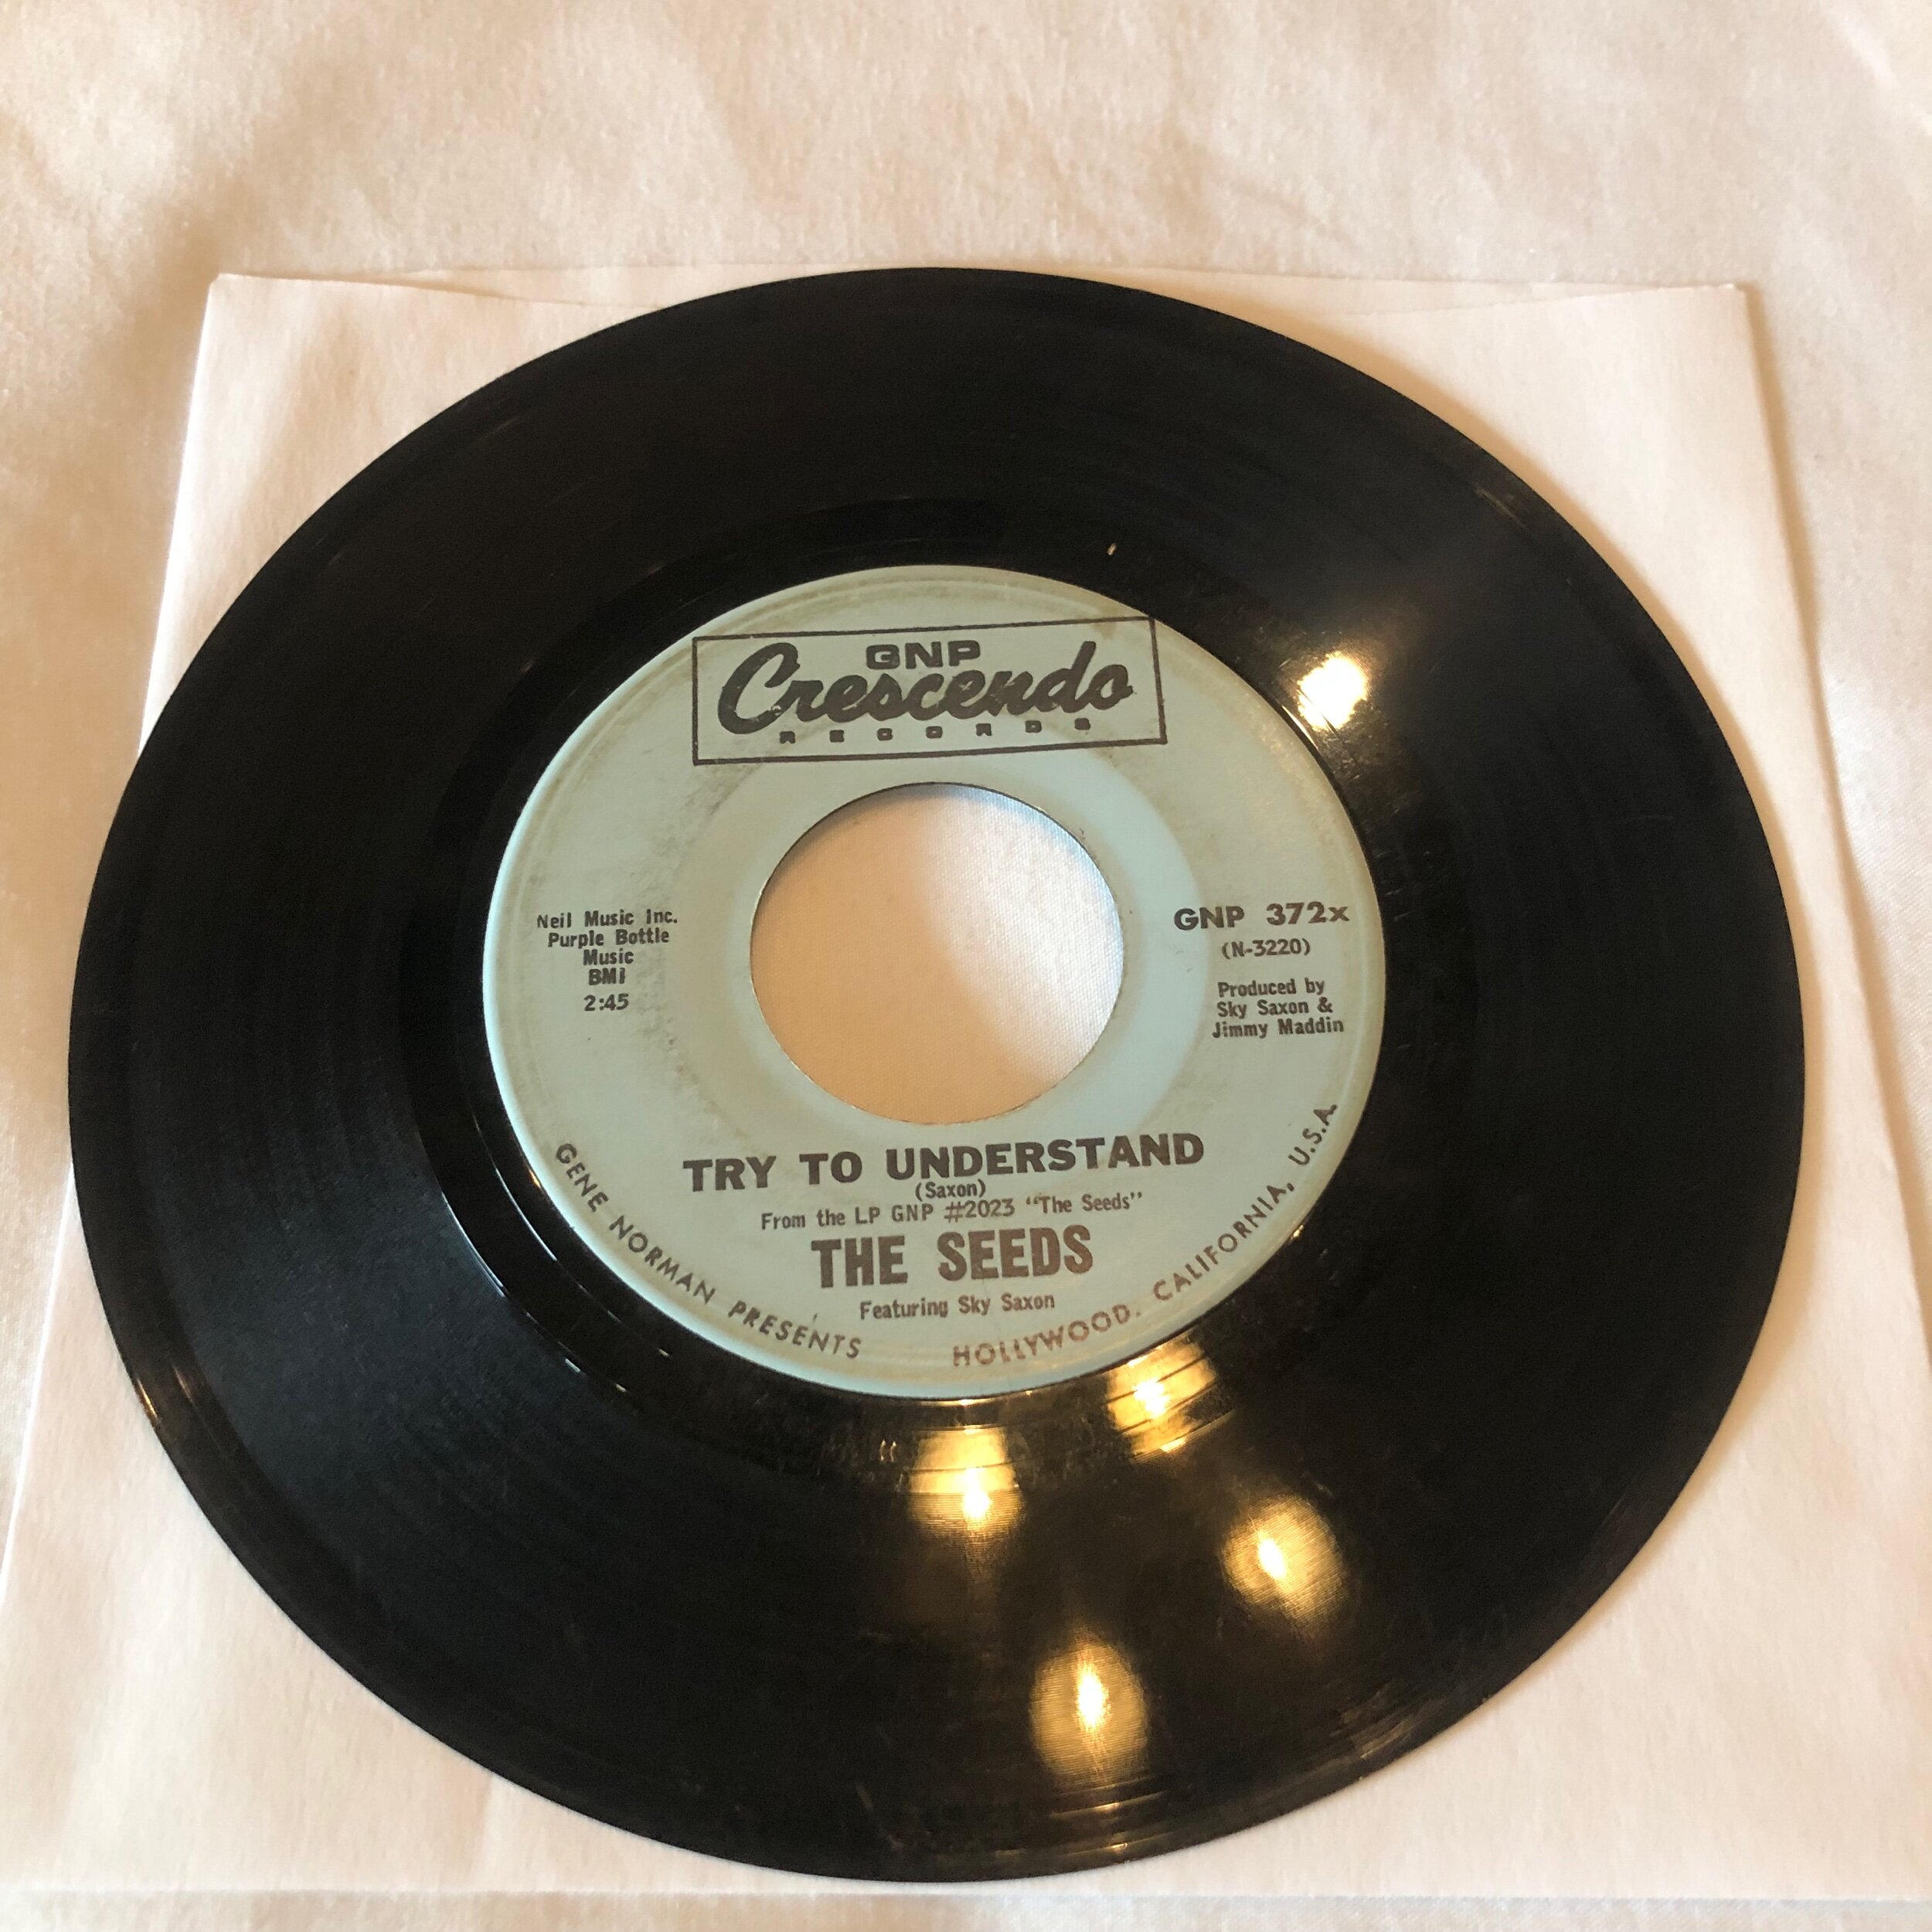 GNP
Crescendo
RECORDS
Neil Music Inc.
Purple Bottle
Music
BMI
2:45
GNP 372x
(N-3220)
Produced by
Sky Saxon &
Jimmy Maddin
TRY TO UNDERSTAND
(Saxon)
From the LP GNP #2023 "The Seeds"
THE SEEDS
Featuring Sky Saxon
GENE NORMAN PRESENTS
HOLLYWOOD. CALIFORNIA, U.S.A.